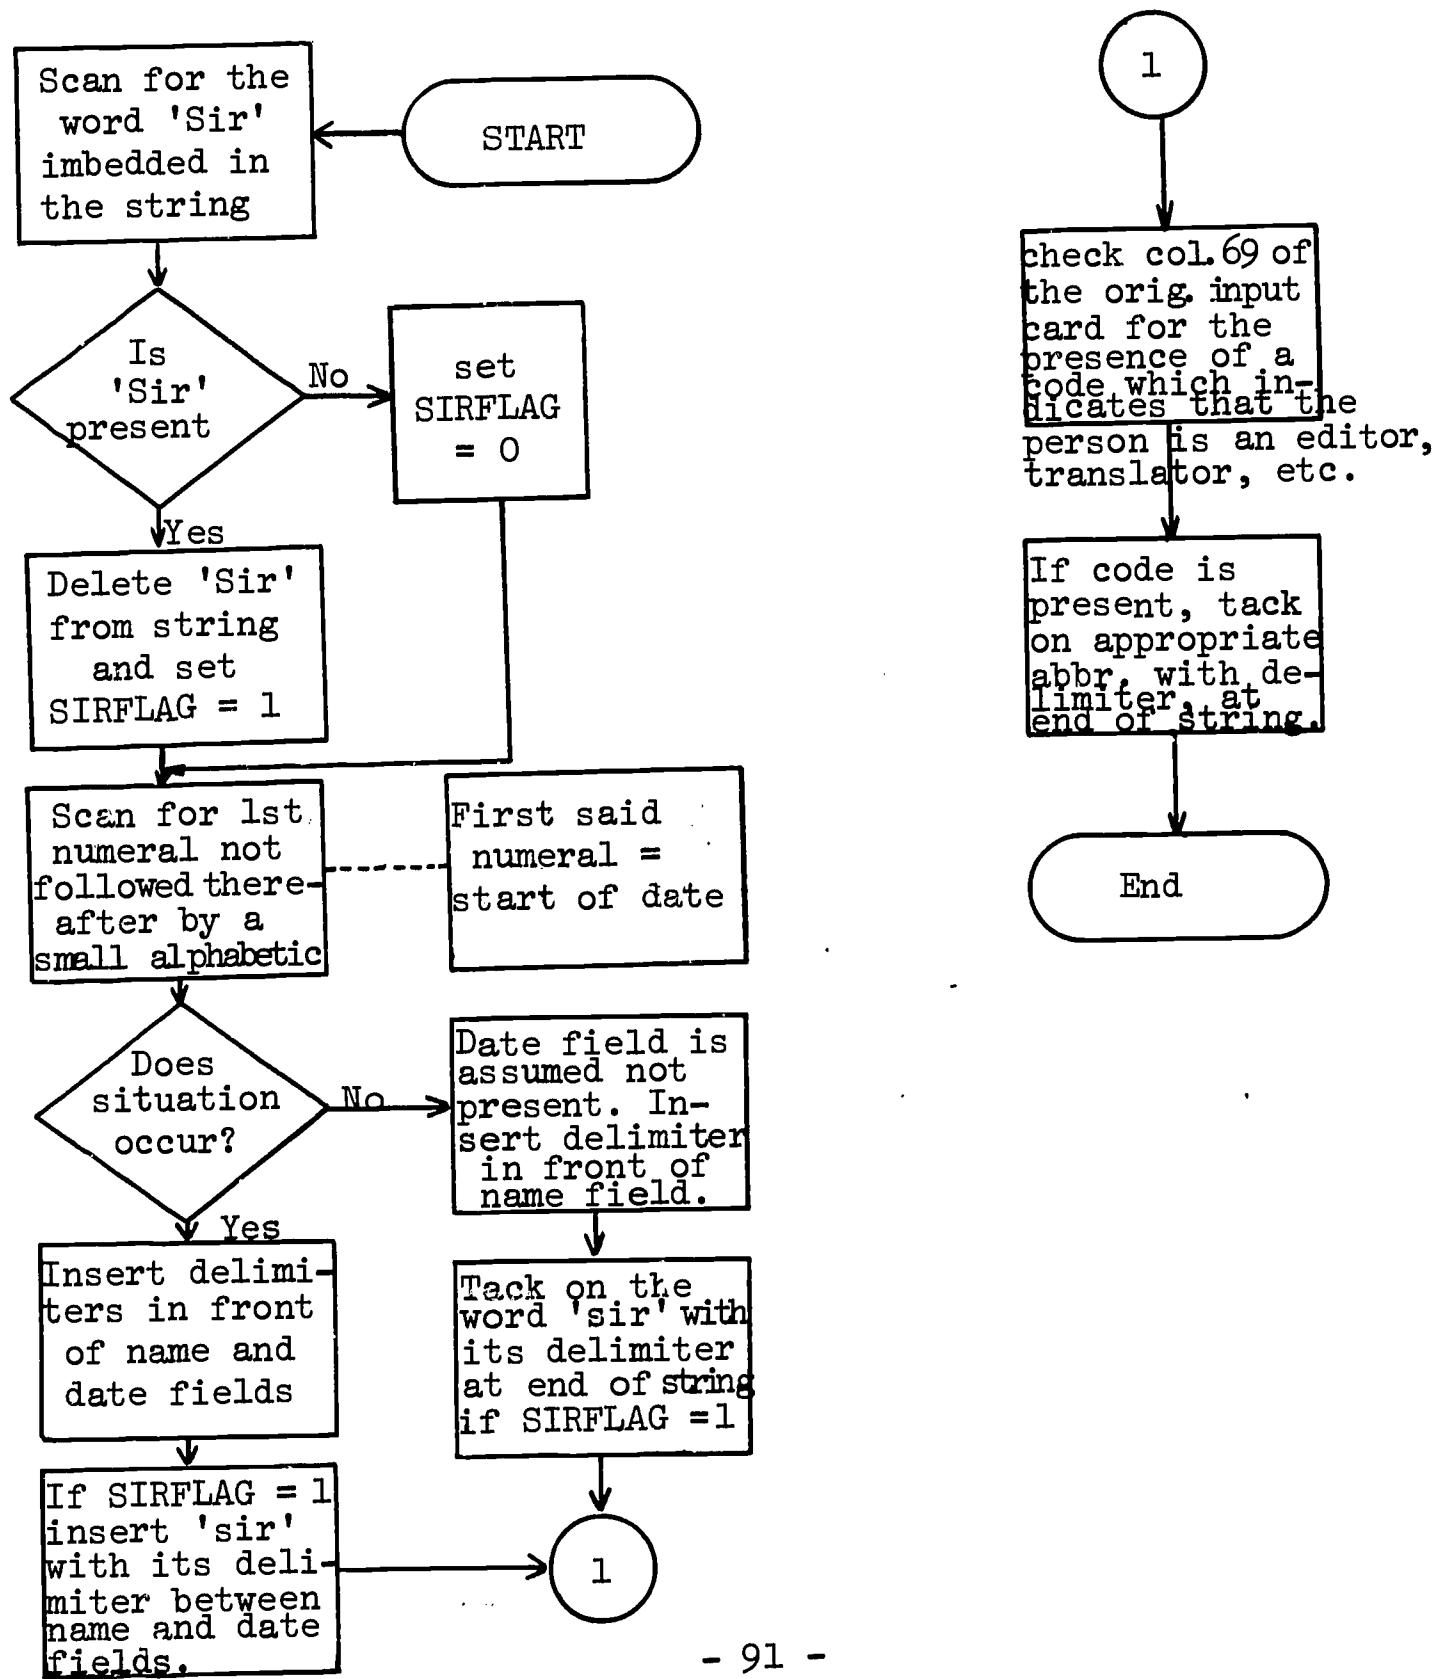 START
Scan for the
word 'Sir'
imbedded in
the string
Is
'Sir'
present
No
set
SIRFLAG
= 0
Yes
Delete 'Sir'
from string
and set
SIRFLAG = 1
Scan for 1st
numeral not
followed there-
after by a
small alphabetic
First said
numeral =
start of date
Does
situation
occur?
No
Date field is
assumed not
present. In-
sert delimiter
in front of
name field.
Tack on the
word 'sir' with
its delimiter
at end of string
if SIRFLAG =1
Yes
Insert delimi-
ters in front
of name and
date fields
If SIRFLAG = 1
insert 'sir'
with its deli-
miter between
name and date
fields.
1
1
check col.69 of
the orig. input
card for the
presence of a
code which in-
dicates that the
person is an editor,
translator, etc.
If code is
present, tack
on appropriate
abbr. with de-
limiter, at
end of string.
End
- 91 -